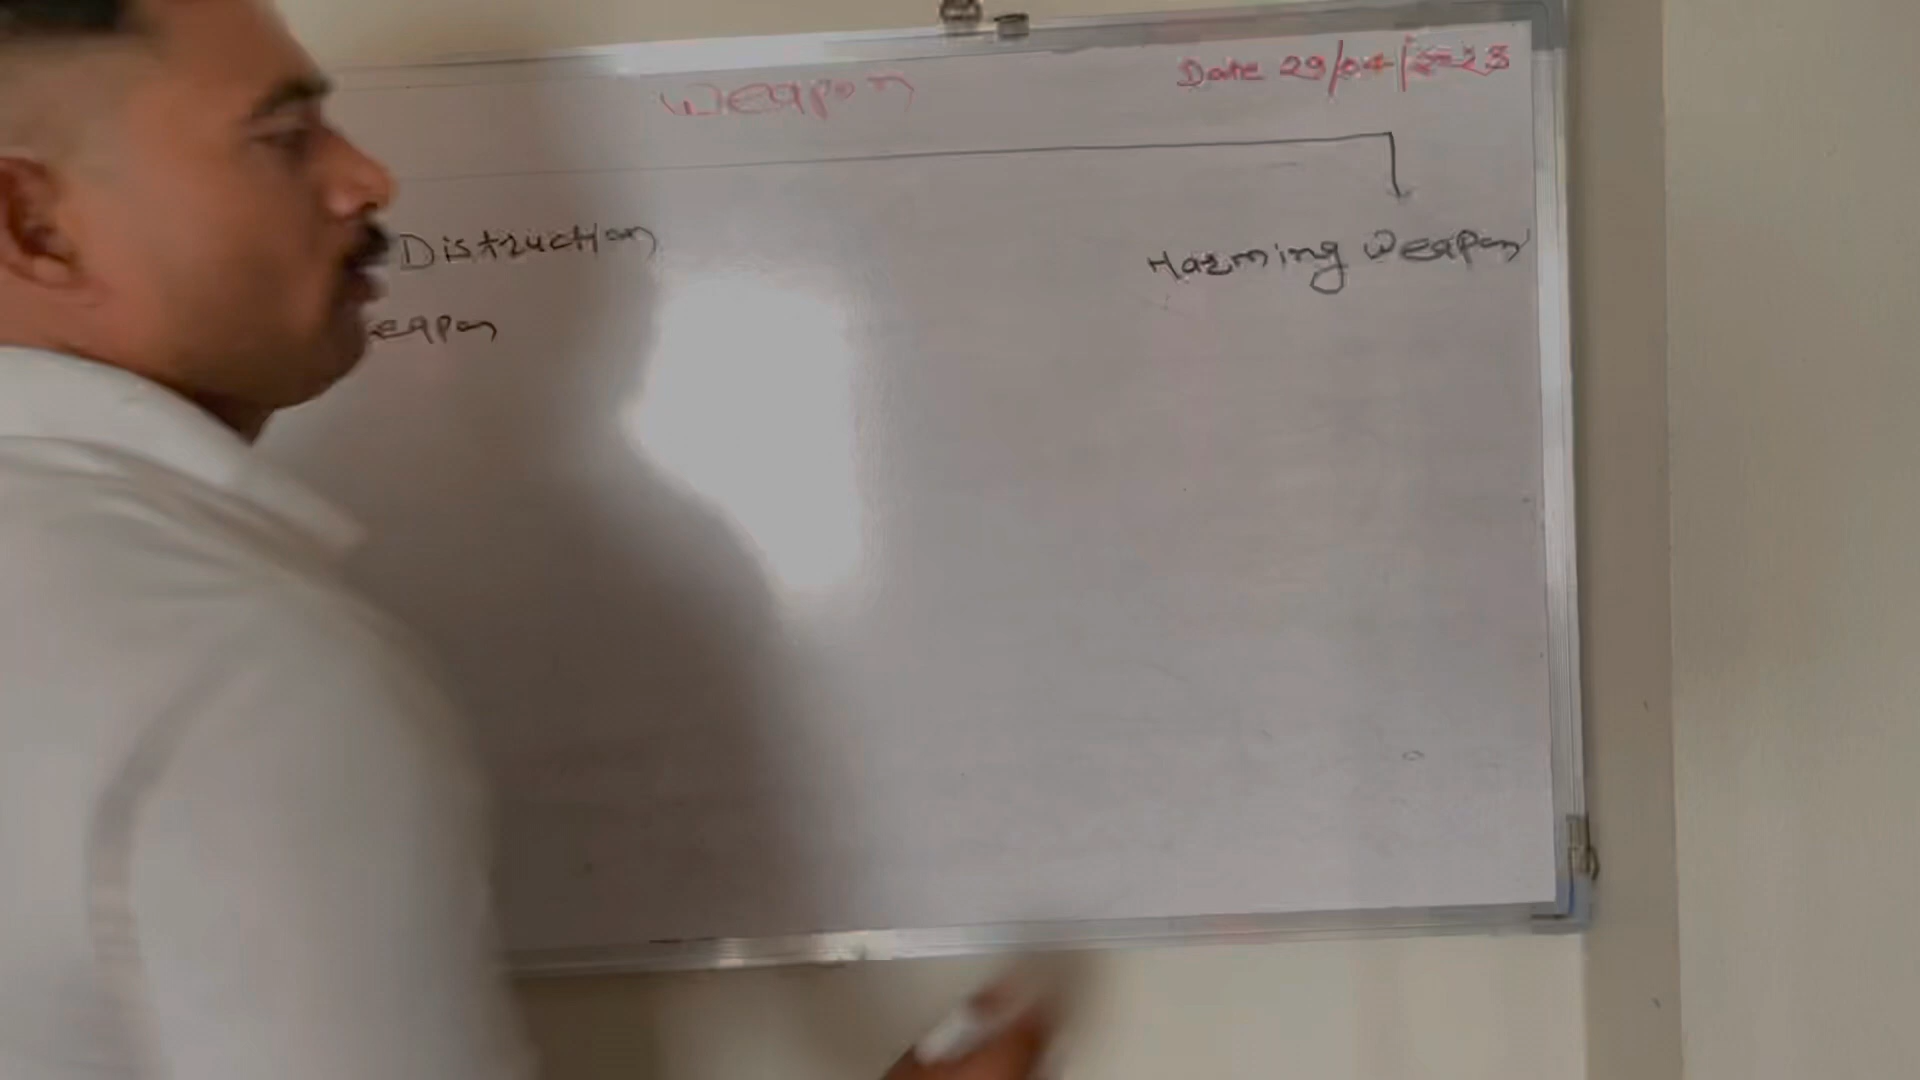 Weapon
Date 29/04/2023
Distruction
Harming Weapon
eapon